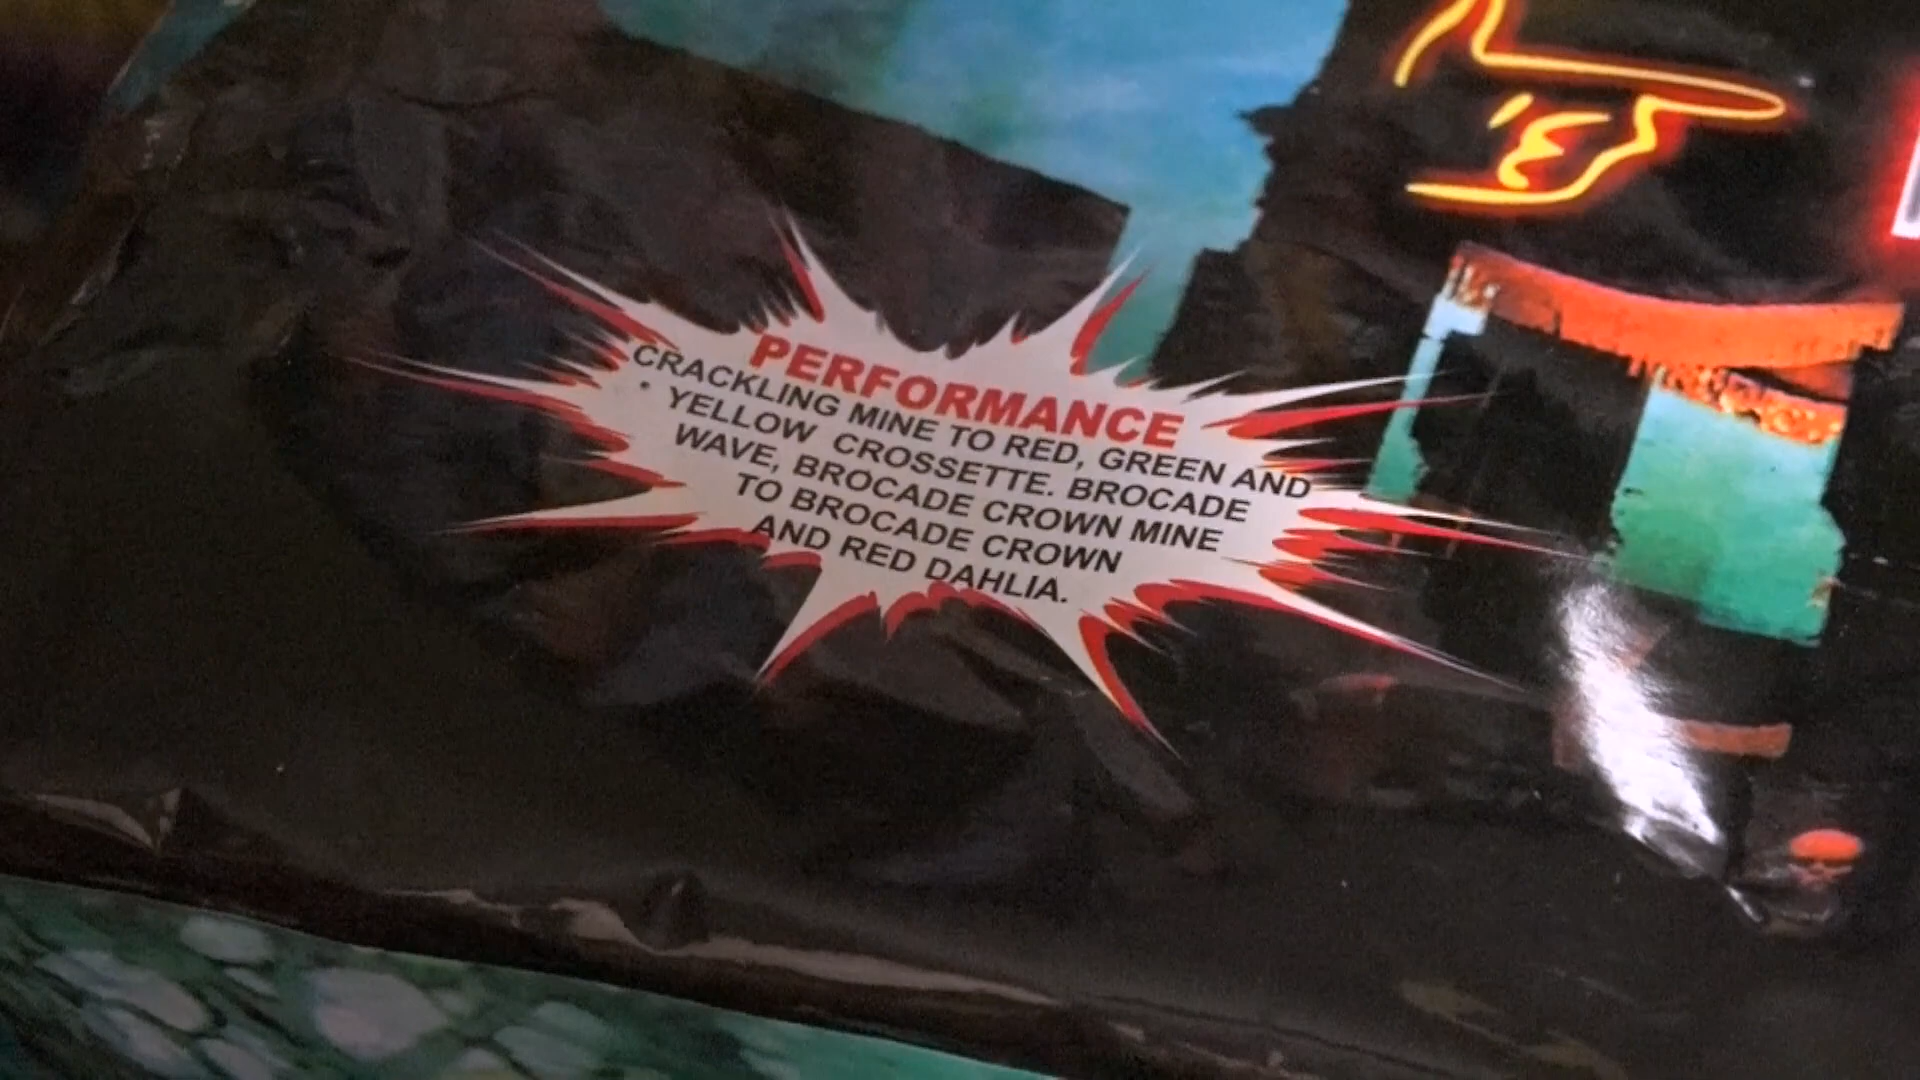 PERFORMANCE
CRACKLING MINE TO RED, GREEN AND
YELLOW CROSSETTE. BROCADE
WAVE, BROCADE CROWN MINE
TO BROCADE CROWN
AND RED DAHLIA.